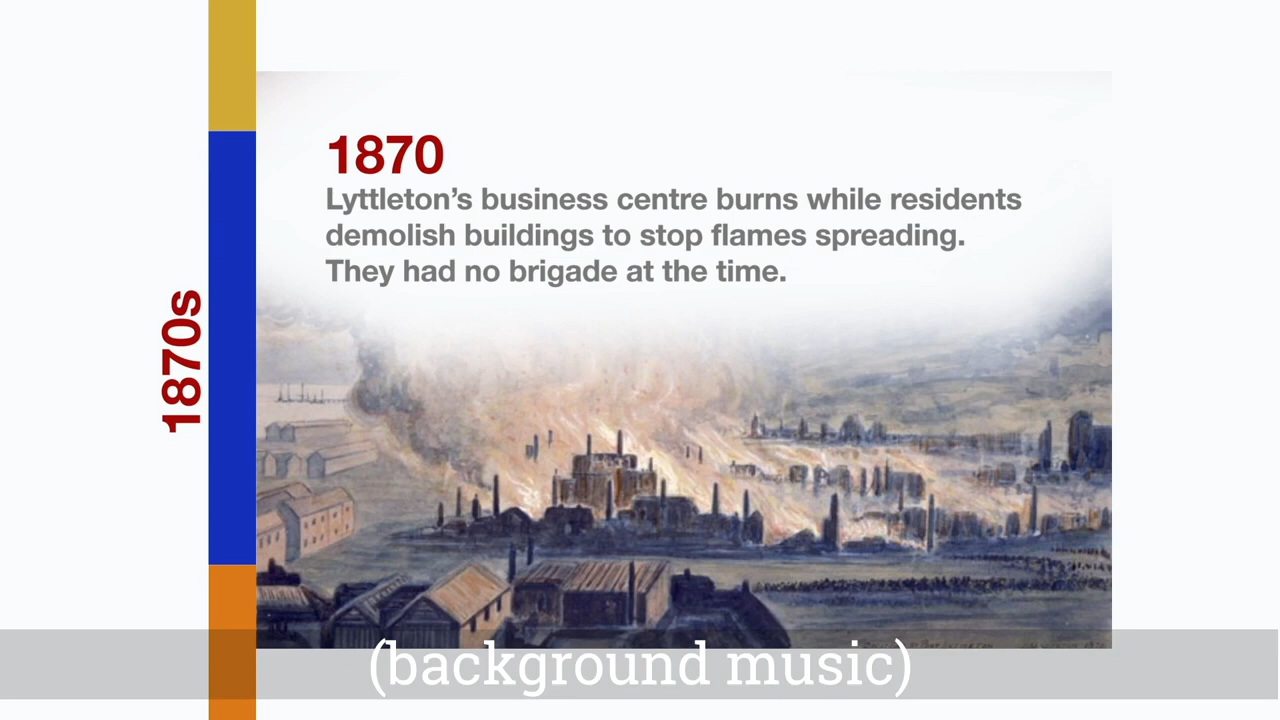 1870
Lyttleton’s business centre burns while residents
demolish buildings to stop flames spreading.
They had no brigade at the time.
1870s
(background music)